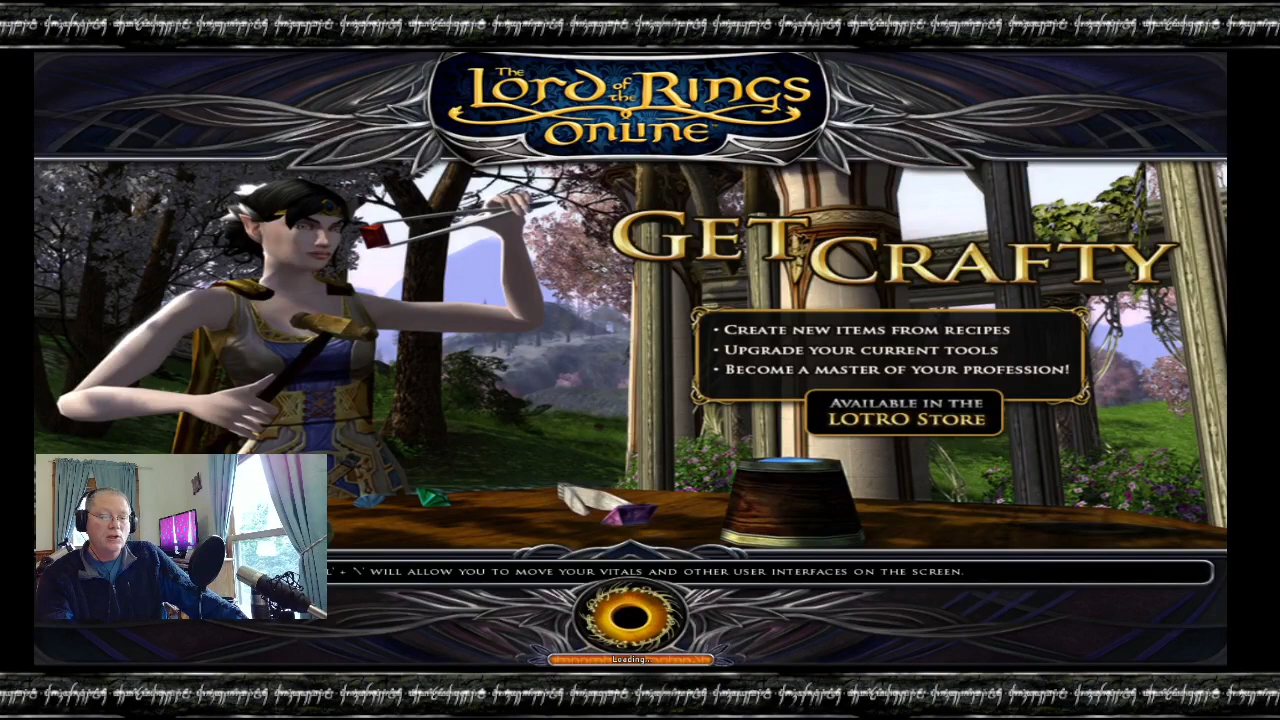 The
Lord of the Rings
Online
Get Crafty
• Create new items from recipes
• Upgrade your current tools
• Become a master of your profession!
Available in the
LOTRO Store
+ '\' will allow you to move your vitals and other user interfaces on the screen.
Loading...